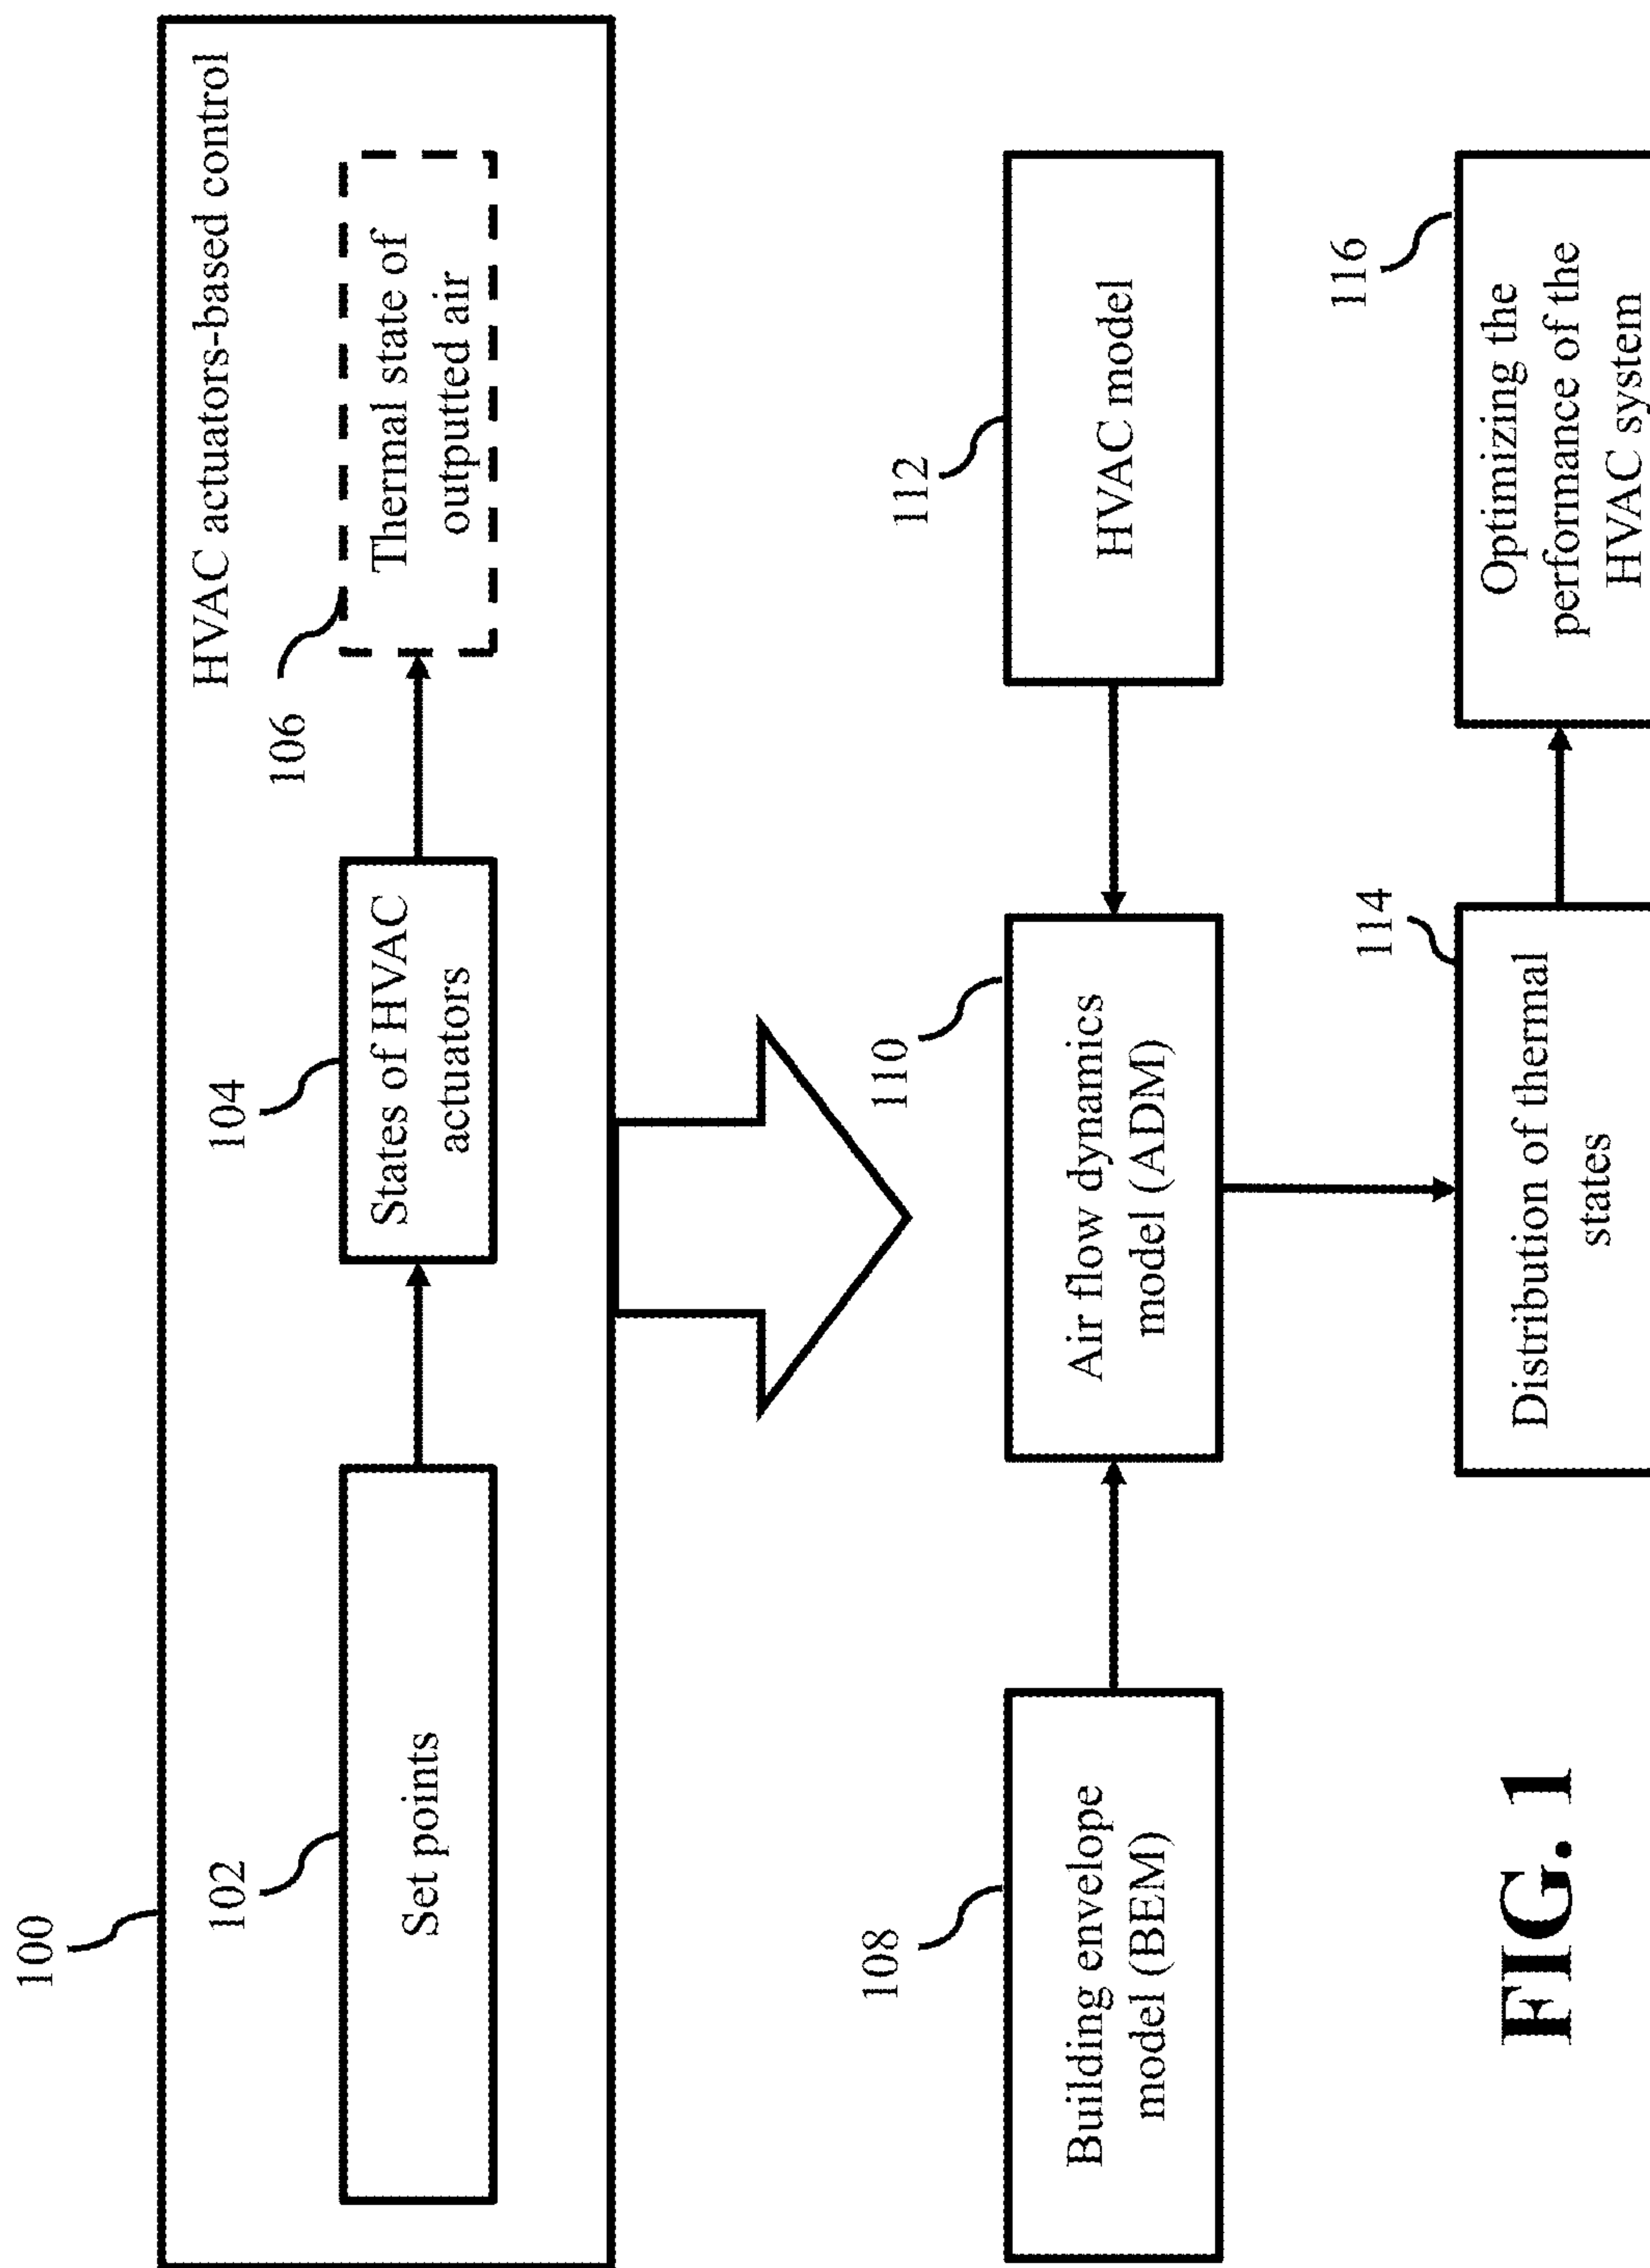 100
HVAC actuators-based control
102
104
106
Set points
States of HVAC
actuators
Thermal state of
outputted air
108
110
112
Building envelope
model (BEM)
Air flow dynamics
model (ADM)
HVAC model
114
116
Distribution of thermal
states
Optimizing the
performance of the
HVAC system
FIG. 1